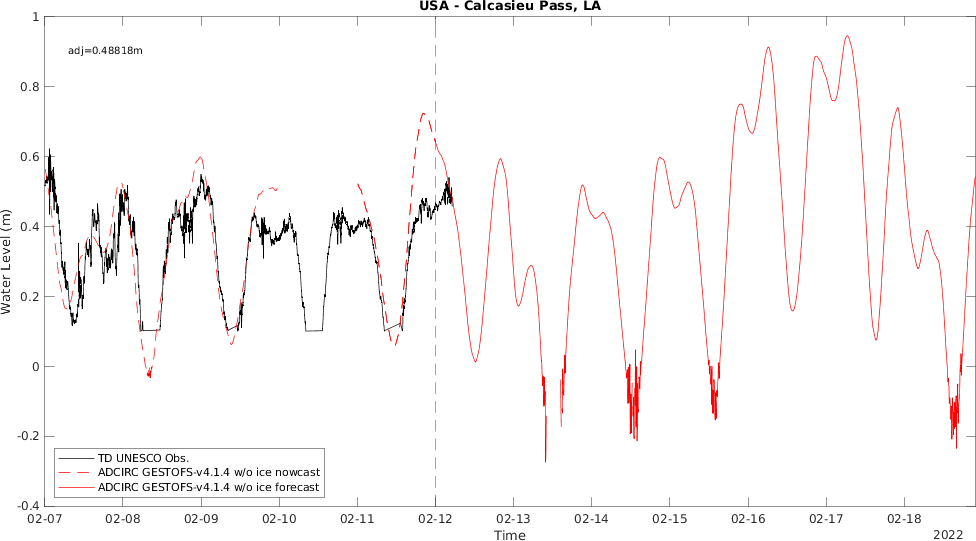 USA - Calcasieu Pass, LA
adj=0.48818m
Water Level (m)
1
0.8
0.6
0.4
0.2
0
-0.2
-0.4
TD UNESCO Obs.
ADCIRC GESTOFS-v4.1.4 w/o ice nowcast
ADCIRC GESTOFS-v4.1.4 w/o ice forecast
02-07 02-08 02-09 02-10 02-11 02-12 02-13 02-14 02-15 02-16 02-17 02-18
Time
2022